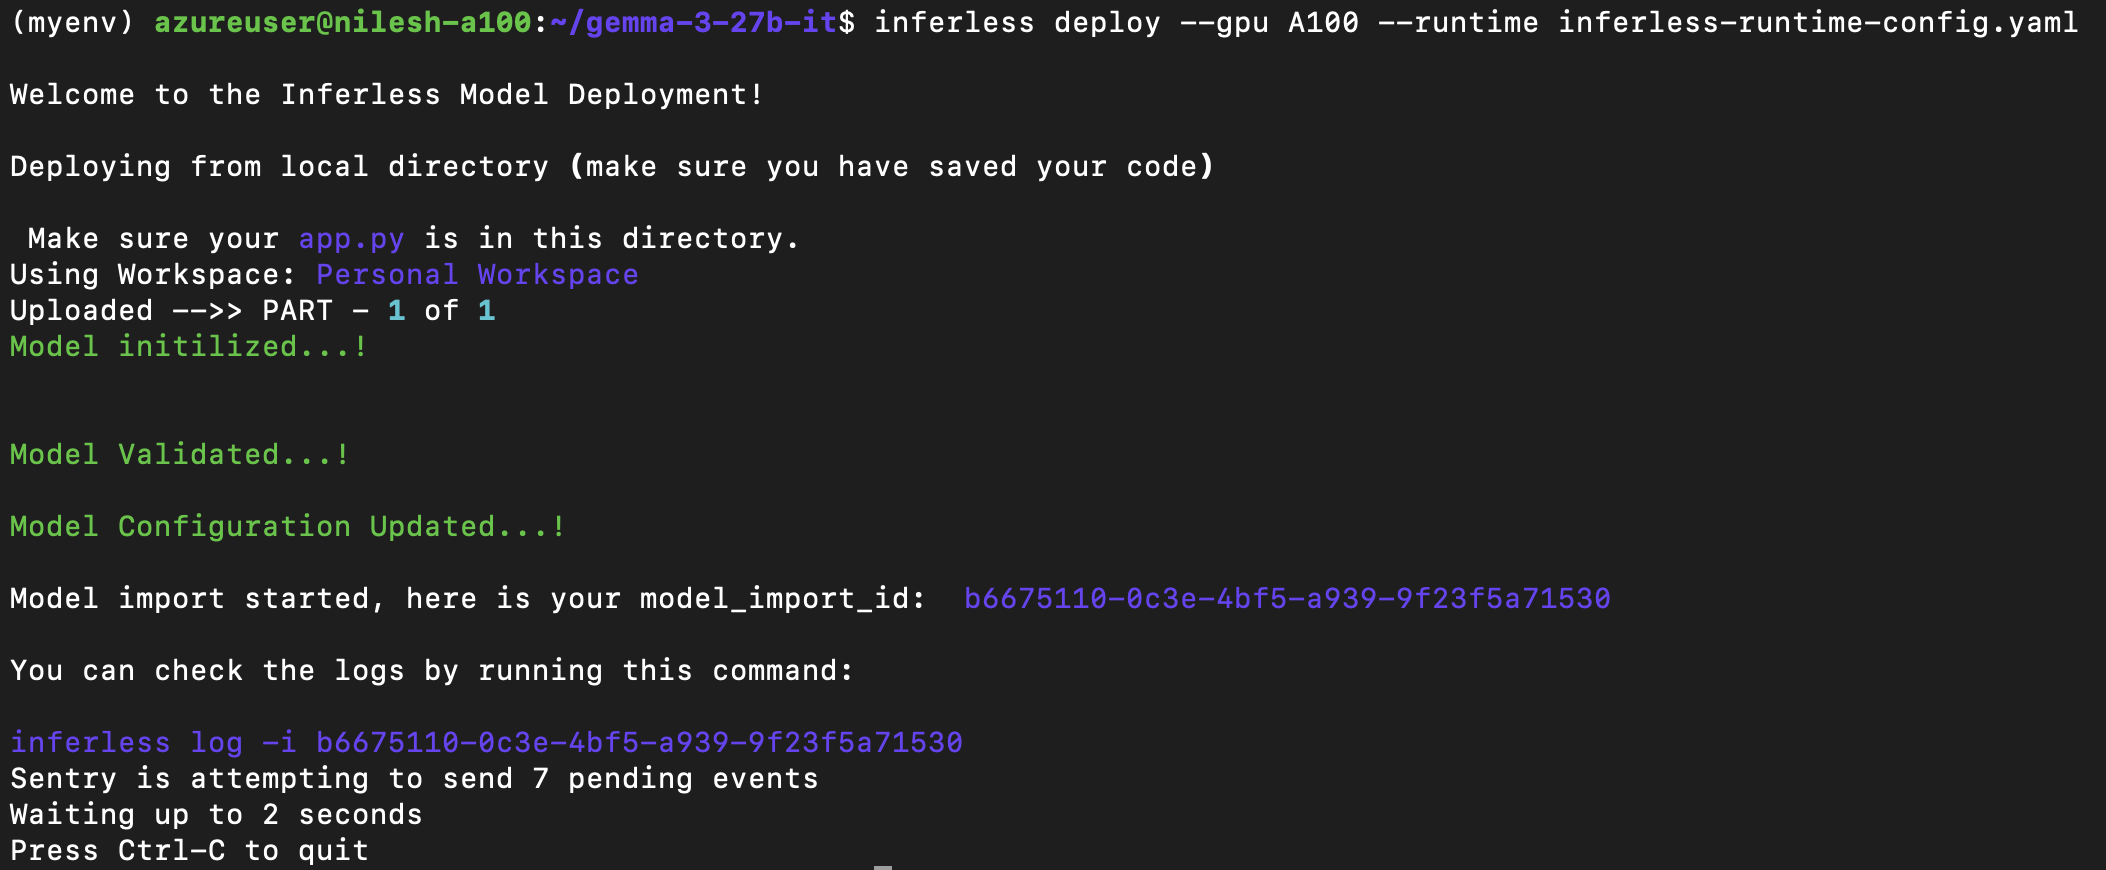 (myenv) azureuser@nilesh-a100:~/gemma-3-27b-it$ inferless deploy --gpu A100 --runtime inferless-runtime-config.yaml
Welcome to the Inferless Model Deployment!
Deploying from local directory (make sure you have saved your code)
Make sure your app.py is in this directory.
Using Workspace: Personal Workspace
Uploaded -->> PART - 1 of 1
Model initilized...!
Model Validated...!
Model Configuration Updated...!
Model import started, here is your model_import_id:  b6675110-0c3e-4bf5-a939-9f23f5a71530
You can check the logs by running this command:
inferless log -i b6675110-0c3e-4bf5-a939-9f23f5a71530
Sentry is attempting to send 7 pending events
Waiting up to 2 seconds
Press Ctrl-C to quit